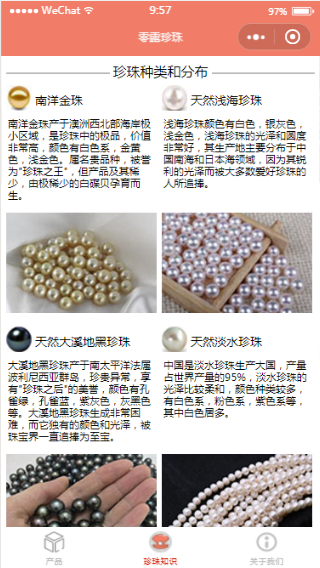 WeChat
9:57
97%
零露珍珠
珍珠种类和分布
南洋金珠
南洋金珠产于澳洲西北部海岸极
小区域，是珍珠中的极品，价值
非常高，颜色有白色系，金黄
色，浅金色。属名贵品种，被誉
为"珍珠之王"，但产品及其稀
少，由极稀少的白碟贝孕育而
生。
天然浅海珍珠
浅海珍珠颜色有白色，银灰色，
浅金色，浅海珍珠的光泽和圆度
非常好，其生产地主要分布于中
国南海和日本海领域，因为其锐
利的光泽而被大多数爱好珍珠的
人所追捧。
大溪地黑珍珠
大溪地黑珍珠产于南太平洋法属
波利尼西亚群岛，珍贵异常，享
有"珍珠之后"的美誉，颜色有孔
雀绿，孔雀蓝，紫灰色，灰黑色
等。大溪地黑珍珠生成非常困
难，而它独有的颜色和光泽，被
珠宝界一直追捧为至宝。
天然淡水珍珠
中国是淡水珍珠生产大国，产量
占世界产量的95%，淡水珍珠的
光泽比较柔和，颜色种类较多，
有白色系，粉色系，紫色系等，
其中白色居多。
产品
珍珠知识
关于我们